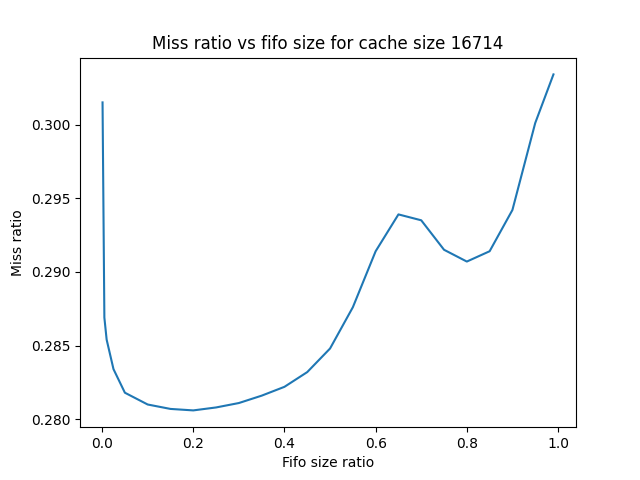 Miss ratio vs fifo size for cache size 16714
0.300
0.295
0.290
0.285
0.280
Miss ratio
0.0 0.2 0.4 0.6 0.8 1.0
Fifo size ratio